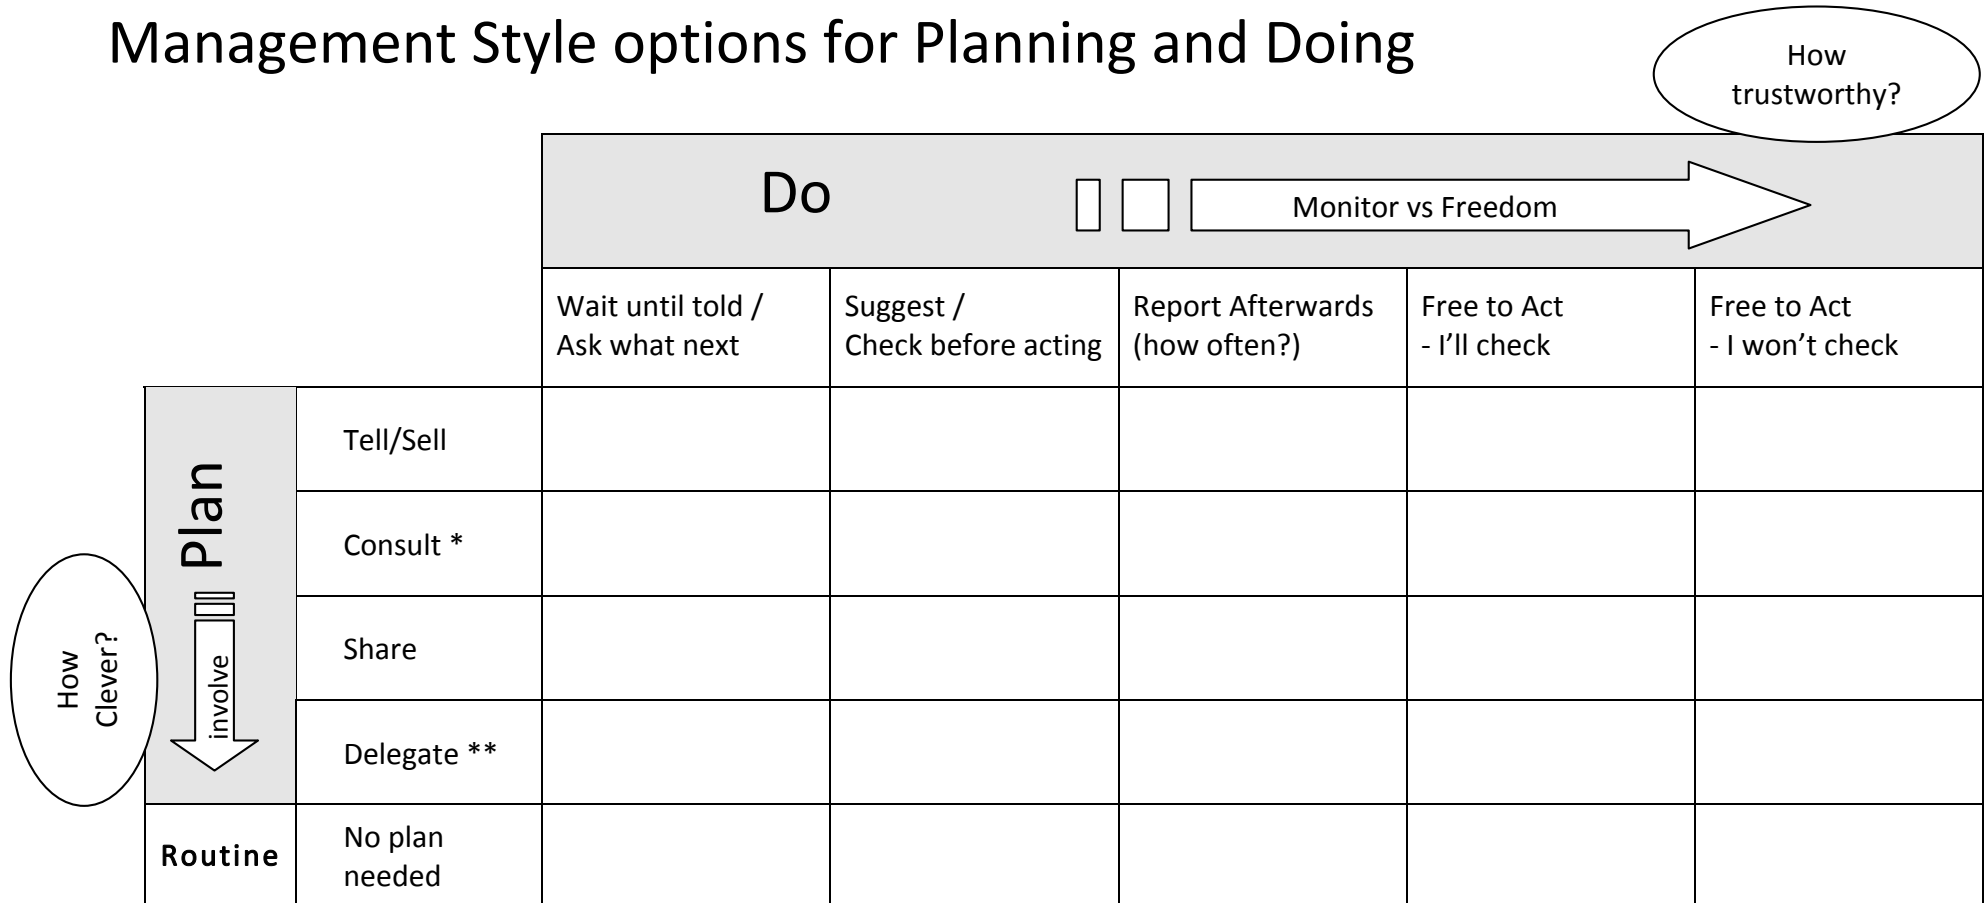 Management Style options for Planning and Doing
How
trustworthy?
Do
Monitor vs Freedom
Wait until told /
Ask what next
Suggest /
Check before acting
Report Afterwards
(how often?)
Free to Act
- I'll check
Free to Act
- I won't check
Plan
involve
How
Clever?
Tell/Sell
Consult *
Share
Delegate **
Routine
No plan
needed